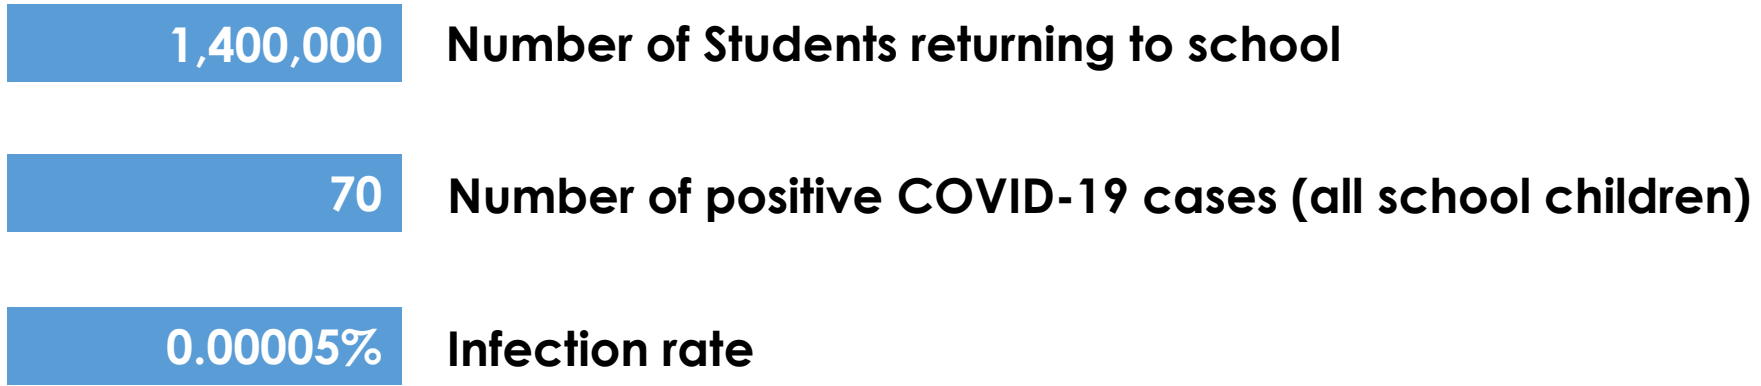 1,400,000 Number of Students returning to school
70 Number of positive COVID-19 cases (all school children)
0.00005% Infection rate